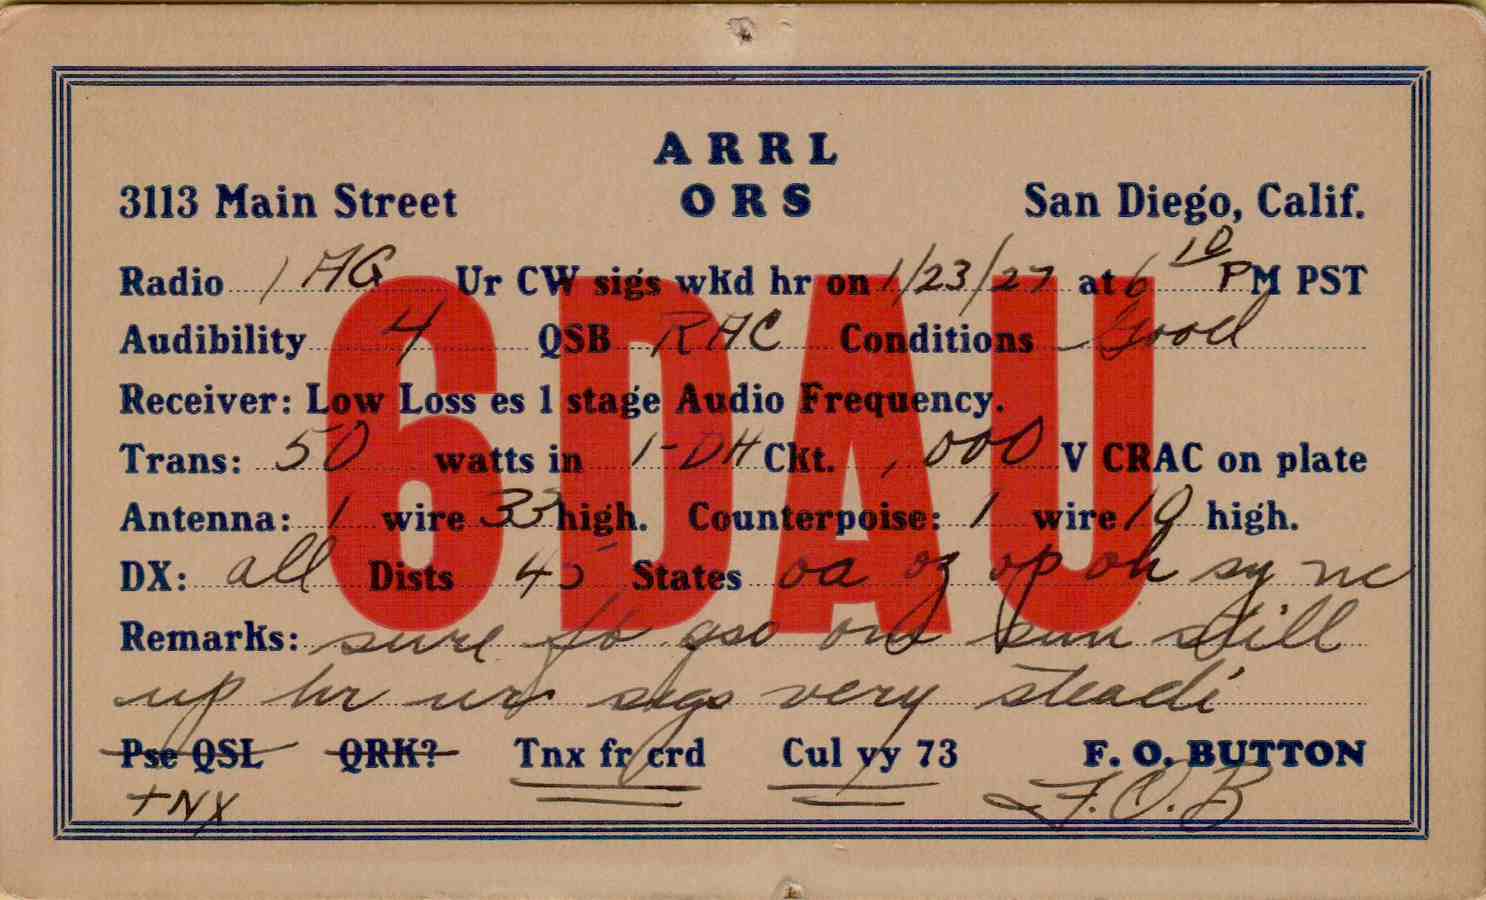 ARRL
3113 Main Street ORS San Diego, Calif.
6DAU
Radio 1AG Ur CW sigs wkd hr on 1/23/27 at 6 10 PM PST
Audibility 4 QSB RAC Conditions Good
Receiver: Low Loss es 1 stage Audio Frequency.
Trans: 50 watts in 1-DH Ckt. ,000 V CRAC on plate
Antenna: 1 wire 33 high. Counterpoise: 1 wire 10 high.
DX: all Dists 45 States oa oz op oh sy nc
Remarks: sure fb qso om sun still
up hr ur sigs very steadi
Pse QSL QRK? Tnx fr crd Cul vy 73 F. O. BUTTON
TNX F.O.B